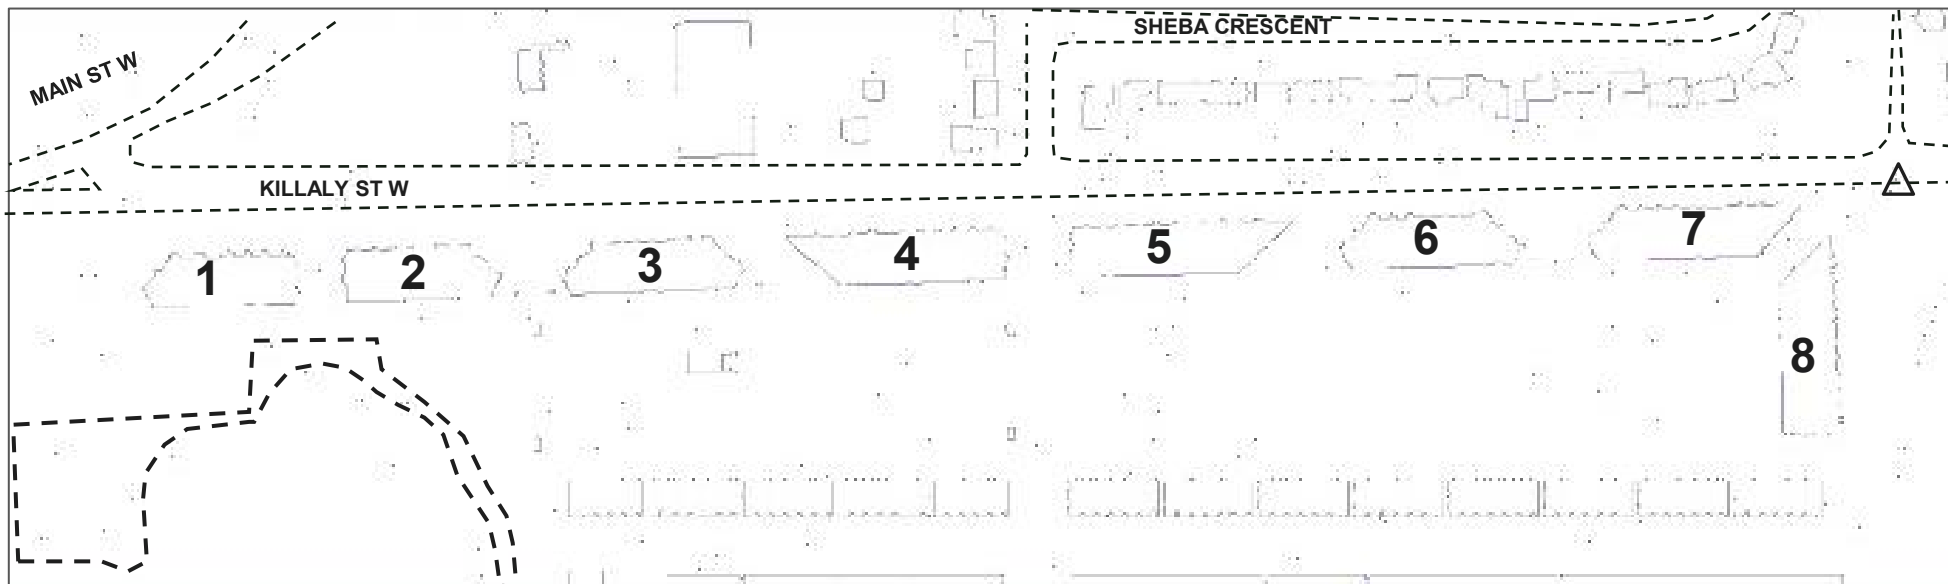 SHEBA CRESCENT
MAIN ST W
KILLALY ST W
1 2 3 4 5 6 7
8